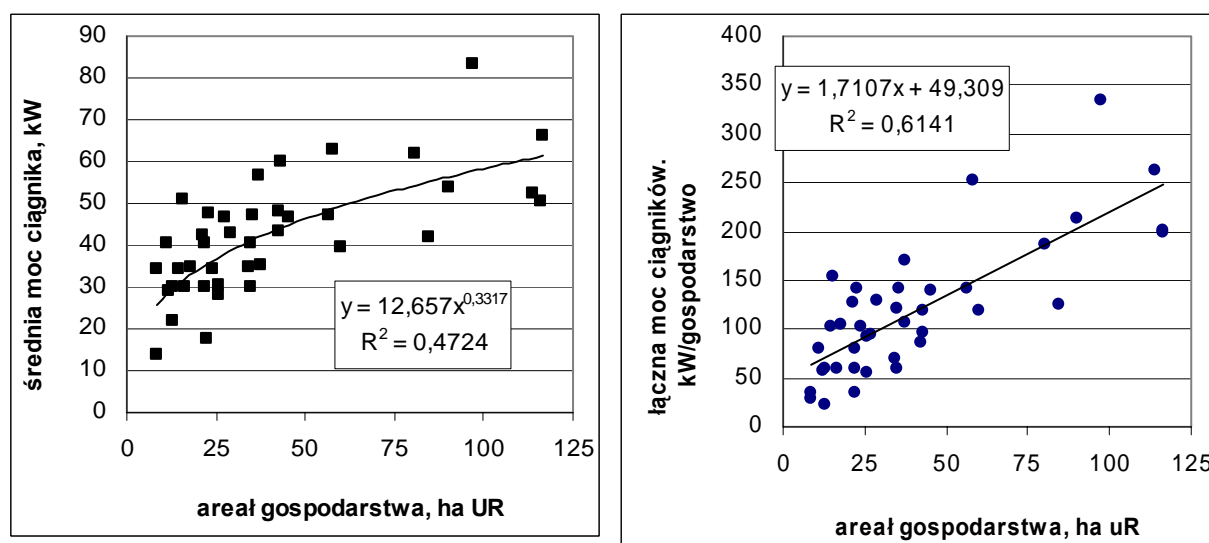 średnia moc ciągnika, kW
90
80
70
60
50
40
30
20
10
0
y = 12,657x^0,3317
R² = 0,4724
0 25 50 75 100 125
areał gospodarstwa, ha UR
łączna moc ciągników.
kW/gospodarstwo
400
350
300
250
200
150
100
50
0
y = 1,7107x + 49,309
R² = 0,6141
0 25 50 75 100 125
areał gospodarstwa, ha uR